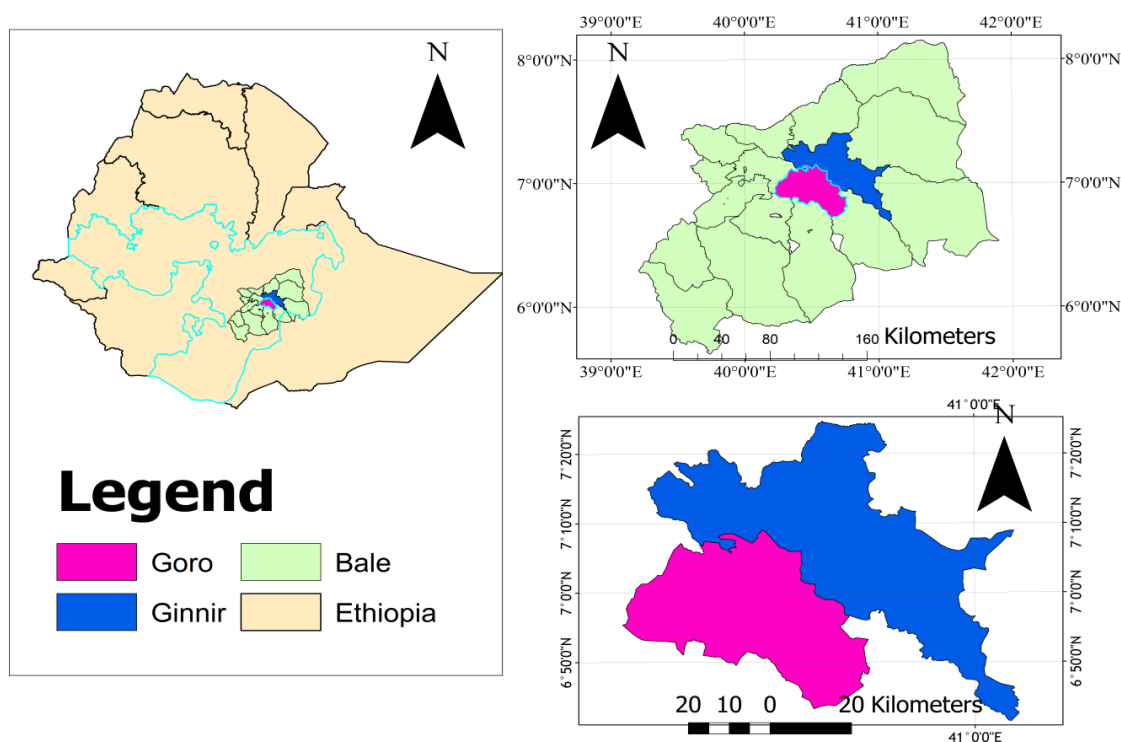 N
Legend
Goro
Bale
Ginnir
Ethiopia
39°0'0"E 40°0'0"E 41°0'0"E 42°0'0"E
N
8°0'0"N 8°0'0"N
7°0'0"N 7°0'0"N
6°0'0"N 6°0'0"N
0 40 80 160 Kilometers
39°0'0"E 40°0'0"E 41°0'0"E 42°0'0"E
41°0'0"E
N
7°20'0"N 7°20'0"N
7°10'0"N 7°10'0"N
7°0'0"N 7°0'0"N
6°50'0"N 6°50'0"N
20 10 0 20 Kilometers
41°0'0"E